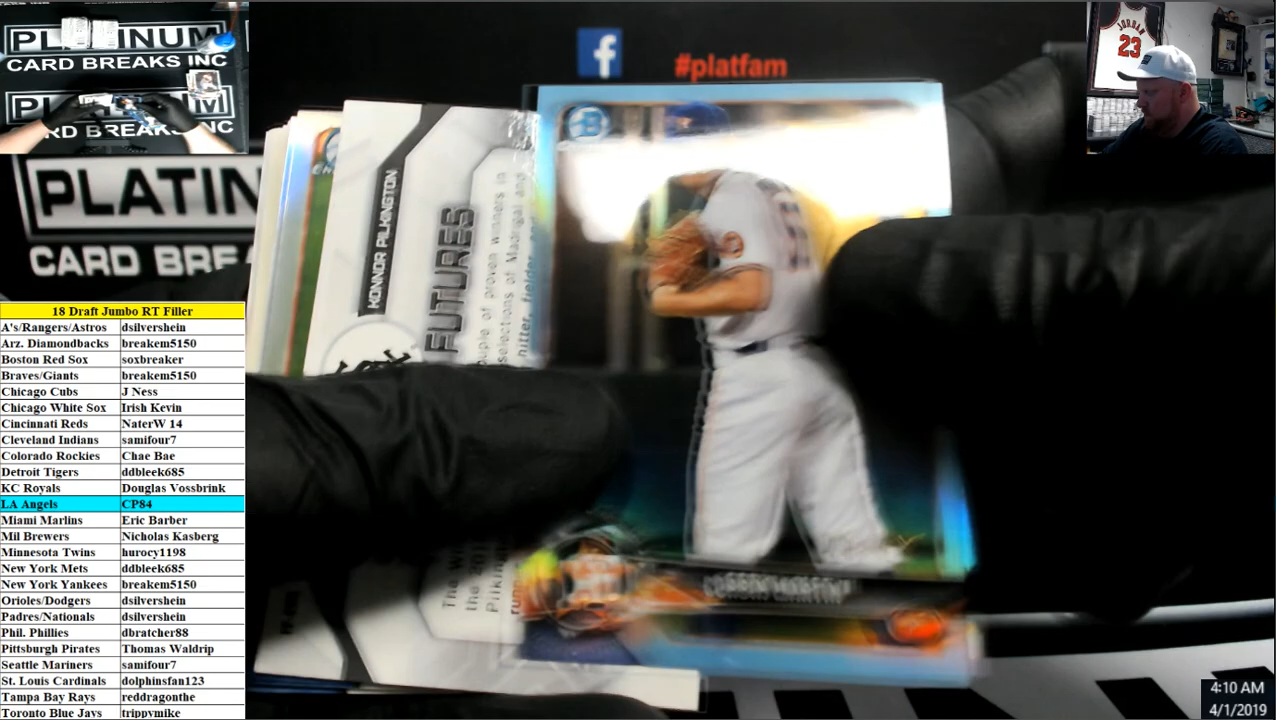 PLATINUM
CARD BREAKS INC
CARD BREAKS INC
#platfam
JORDAN
23
PLATIN
CARD BRE
KONNOR PILKINGTON
FUTURES
18 Draft Jumbo RT Filler
A's/Rangers/Astros dsilvershein
Arz. Diamondbacks breakem5150
Boston Red Sox soxbreaker
Braves/Giants breakem5150
Chicago Cubs J Ness
Chicago White Sox Irish Kevin
Cincinnati Reds NaterW 14
Cleveland Indians samifour7
Colorado Rockies Chae Bae
Detroit Tigers ddbleek685
KC Royals Douglas Vossbrink
LA Angels CP84
Miami Marlins Eric Barber
Mil Brewers Nicholas Kasberg
Minnesota Twins hurocy1198
New York Mets ddbleek685
New York Yankees breakem5150
Orioles/Dodgers dsilvershein
Padres/Nationals dsilvershein
Phil. Phillies dbratcher88
Pittsburgh Pirates Thomas Waldrip
Seattle Mariners samifour7
St. Louis Cardinals dolphinsfan123
Tampa Bay Rays reddragonthe
Toronto Blue Jays trippymike
4:10 AM
4/1/2019